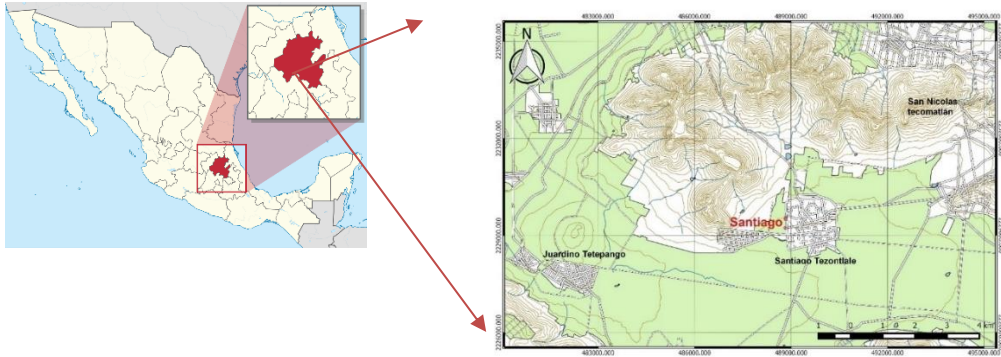 483000.000 486000.000 489000.000 492000.000 495000.000
2235000.000
N
San Nicolas
tecomatlán
2232000.000
Santiago
2229000.000
Juardino Tetepango
Santiago Tezontlale
1 0 1 2 3 4 km
2226000.000
483000.000 486000.000 489000.000 492000.000 495000.000